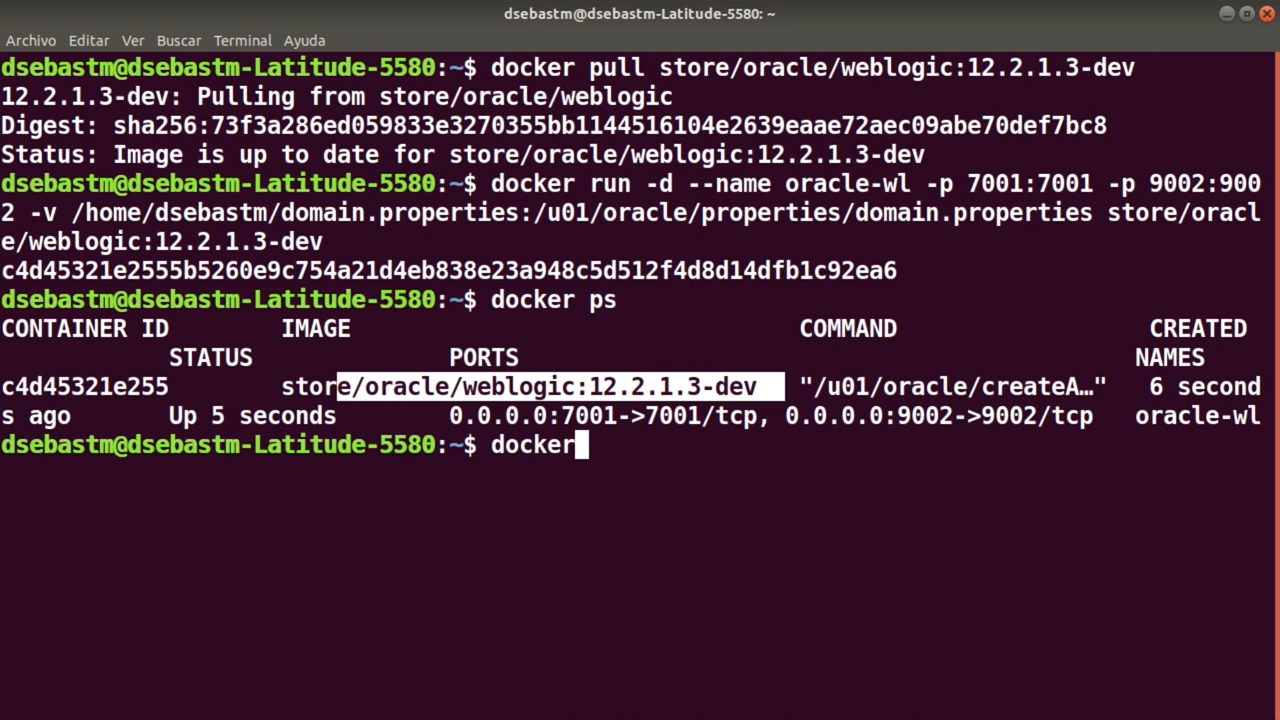 dsebastm@dsebastm-Latitude-5580: ~
Archivo Editar Ver Buscar Terminal Ayuda
dsebastm@dsebastm-Latitude-5580:~$ docker pull store/oracle/weblogic:12.2.1.3-dev
12.2.1.3-dev: Pulling from store/oracle/weblogic
Digest: sha256:73f3a286ed059833e3270355bb1144516104e2639eaae72aec09abe70def7bc8
Status: Image is up to date for store/oracle/weblogic:12.2.1.3-dev
dsebastm@dsebastm-Latitude-5580:~$ docker run -d --name oracle-wl -p 7001:7001 -p 9002:900
2 -v /home/dsebastm/domain.properties:/u01/oracle/properties/domain.properties store/oracl
e/weblogic:12.2.1.3-dev
c4d45321e2555b5260e9c754a21d4eb838e23a948c5d512f4d8d14dfb1c92ea6
dsebastm@dsebastm-Latitude-5580:~$ docker ps
CONTAINER ID IMAGE COMMAND CREATED
STATUS PORTS NAMES
c4d45321e255 store/oracle/weblogic:12.2.1.3-dev "/u01/oracle/createA…" 6 second
s ago Up 5 seconds 0.0.0.0:7001->7001/tcp, 0.0.0.0:9002->9002/tcp oracle-wl
dsebastm@dsebastm-Latitude-5580:~$ docker